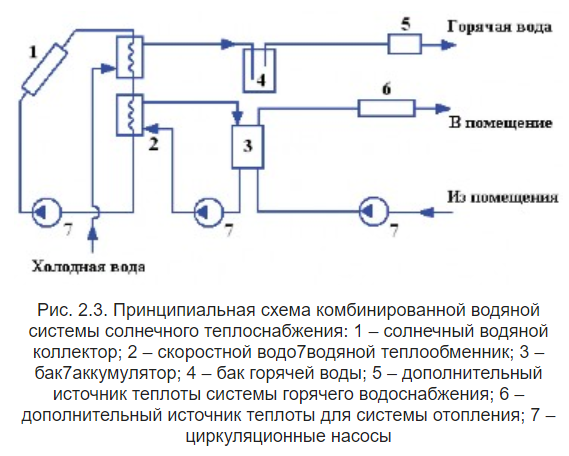 5
Горячая вода
1
4
6
В помещение
2
3
Из помещения
7
7
7
Холодная вода
Рис. 2.3. Принципиальная схема комбинированной водяной
системы солнечного теплоснабжения: 1 – солнечный водяной
коллектор; 2 – скоростной водо7водяной теплообменник; 3 –
бак7аккумулятор; 4 – бак горячей воды; 5 – дополнительный
источник теплоты системы горячего водоснабжения; 6 –
дополнительный источник теплоты для системы отопления; 7 –
циркуляционные насосы